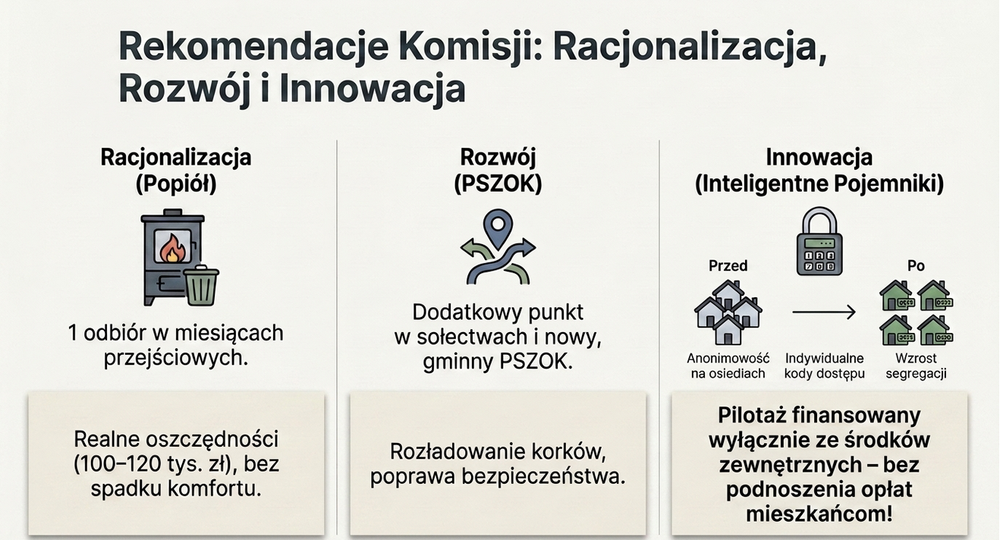 Rekomendacje Komisji: Racjonalizacja,
Rozwój i Innowacja
Racjonalizacja
(Popiół)
1 odbiór w miesiącach
przejściowych.
Realne oszczędności
(100–120 tys. zł), bez
spadku komfortu.
Rozwój
(PSZOK)
Dodatkowy punkt
w sołectwach i nowy,
gminny PSZOK.
Rozładowanie korków,
poprawa bezpieczeństwa.
Innowacja
(Inteligentne Pojemniki)
Przed
Po
Anonimowość
na osiedlach
Indywidualne
kody dostępu
Wzrost
segregacji
Pilotaż finansowany
wyłącznie ze środków
zewnętrznych – bez
podnoszenia opłat
mieszkańcom!